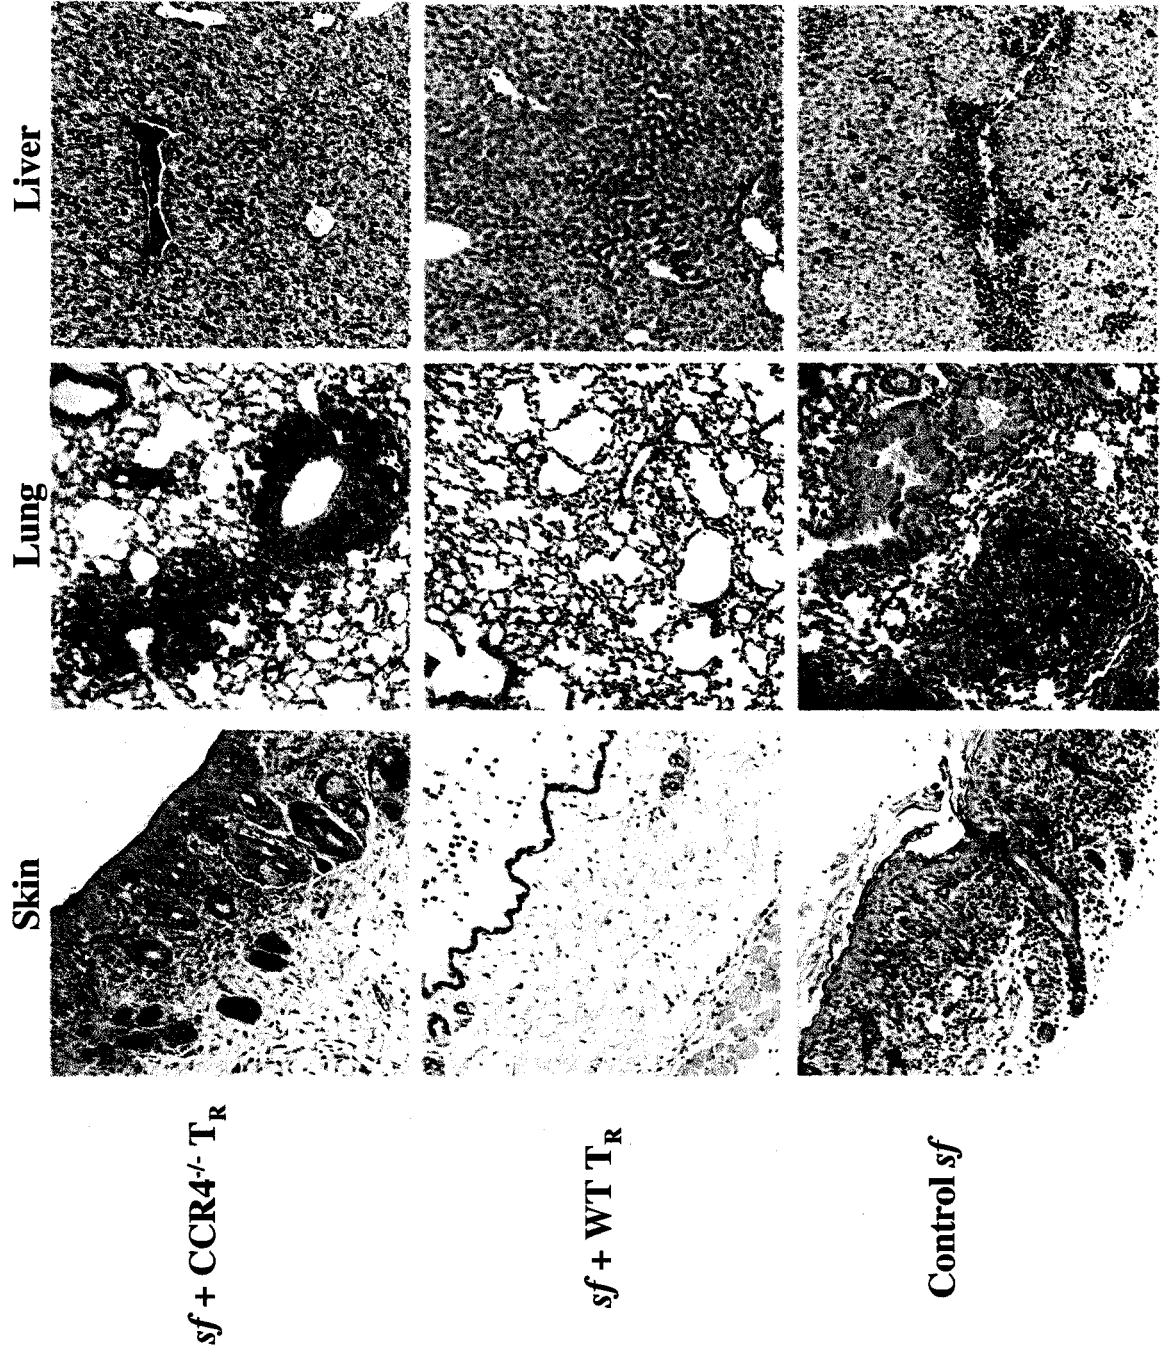 Skin
Lung
Liver
sf + CCR4-/- TR
sf + WT TR
Control sf